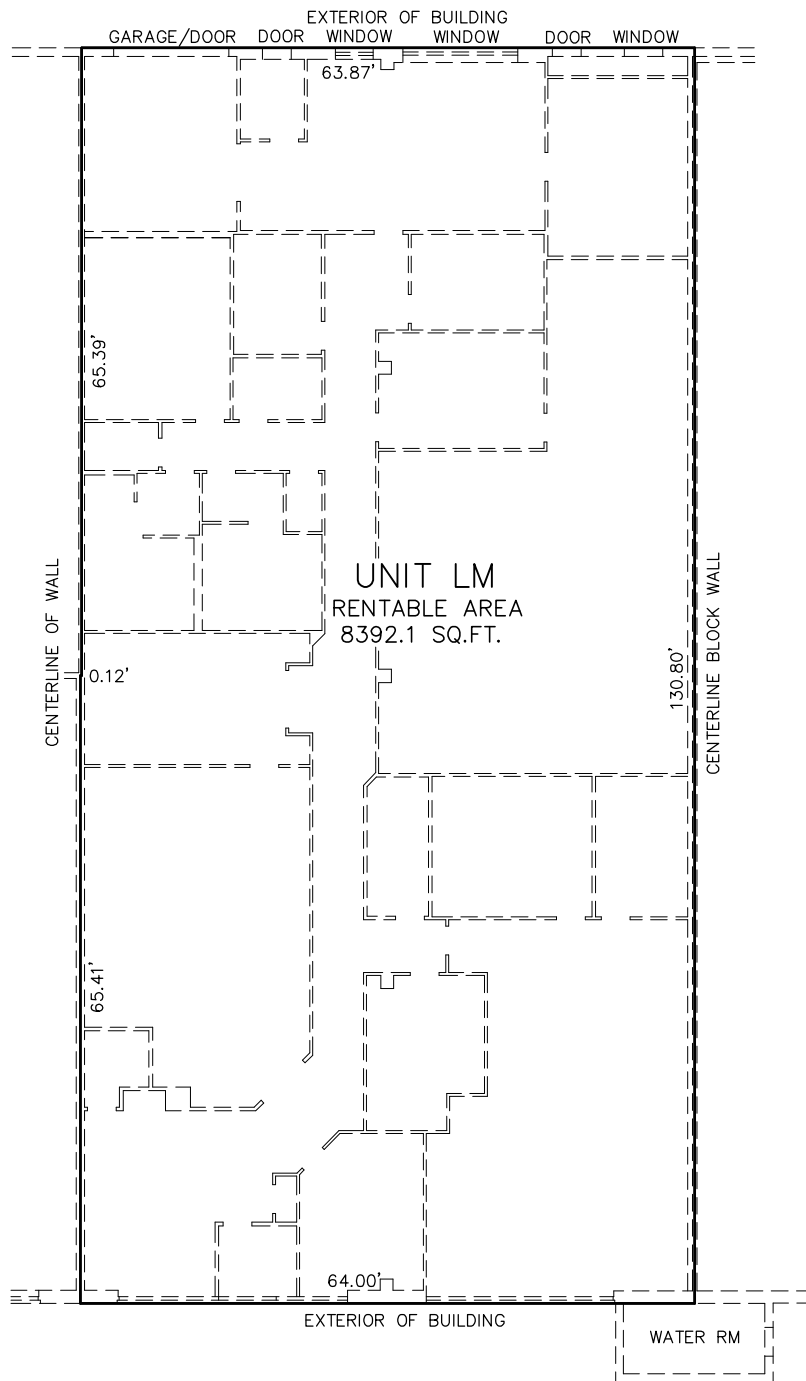 EXTERIOR OF BUILDING
GARAGE/DOOR DOOR WINDOW WINDOW DOOR WINDOW
63.87'
65.39'
UNIT LM
RENTABLE AREA
8392.1 SQ.FT.
CENTERLINE OF WALL
0.12'
130.80'
CENTERLINE BLOCK WALL
65.41'
64.00'
EXTERIOR OF BUILDING
WATER RM